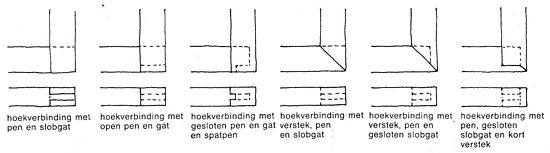 hoekverbinding met
pen en slobgat
hoekverbinding met
open pen en gat
hoekverbinding met
gesloten pen en gat
en spatpen
hoekverbinding met
verstek, pen
en slobgat
hoekverbinding met
verstek, pen en
gesloten slobgat
hoekverbinding met
pen, gesloten
slobgat en kort
verstek